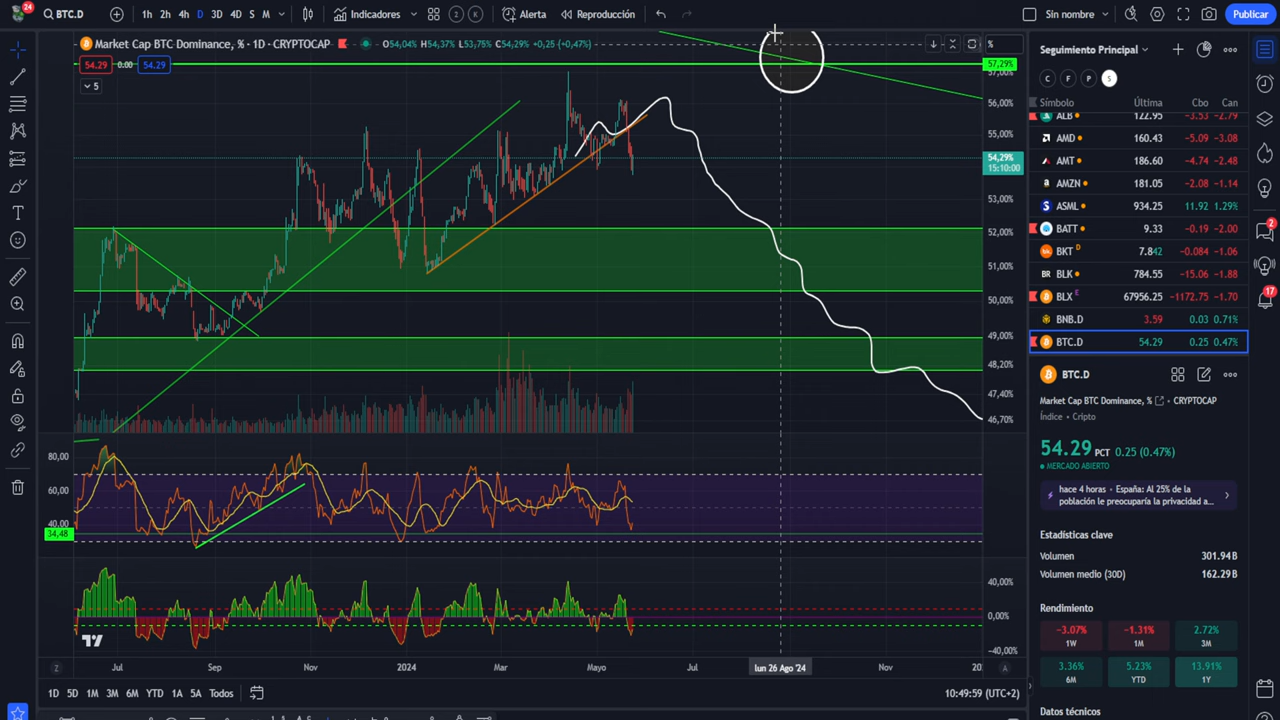 24
BTC.D
1h 2h 4h D 3D 4D S M
Indicadores
2 K
Alerta
Reproducción
Sin nombre
Publicar
Market Cap BTC Dominance, % · 1D · CRYPTOCAP
O54,04% H54,37% L53,75% C54,29% +0,25 (+0,47%)
54.29 0.00 54.29
5
%
57,29%
57,00%
56,00%
55,00%
54,29%
15:10:00
53,00%
52,00%
51,00%
50,00%
49,00%
48,20%
47,40%
46,70%
80,00
60,00
40,00
34,48
40,00%
0,00%
−40,00%
Z Jul Sep Nov 2024 Mar Mayo Jul lun 26 Ago '24 Nov 20 A
1D 5D 1M 3M 6M YTD 1A 5A Todos
10:49:59 (UTC+2)
Seguimiento Principal
C F P S
Símbolo Última Cbo Can
ALB 122.95 −3.53 −2.79
AMD 160.43 −5.09 −3.08
AMT 186.60 −4.74 −2.48
AMZN 181.05 −2.08 −1.14
ASML 934.25 11.92 1.29%
BATT 9.33 −0.19 −2.00
BKT D 7.842 −0.084 −1.06
BLK 784.55 −15.06 −1.88
BLX E 67956.25 −1172.75 −1.70
BNB.D 3.59 0.03 0.71%
BTC.D 54.29 0.25 0.47%
BTC.D
Market Cap BTC Dominance, % · CRYPTOCAP
Índice · Cripto
54.29 PCT 0.25 (0.47%)
MERCADO ABIERTO
hace 4 horas · España: Al 25% de la
población le preocuparía la privacidad a...
Estadísticas clave
Volumen 301.94B
Volumen medio (30D) 162.29B
Rendimiento
−3.07% −1.31% 2.72%
1W 1M 3M
3.36% 5.23% 13.91%
6M YTD 1Y
Datos técnicos
2
17